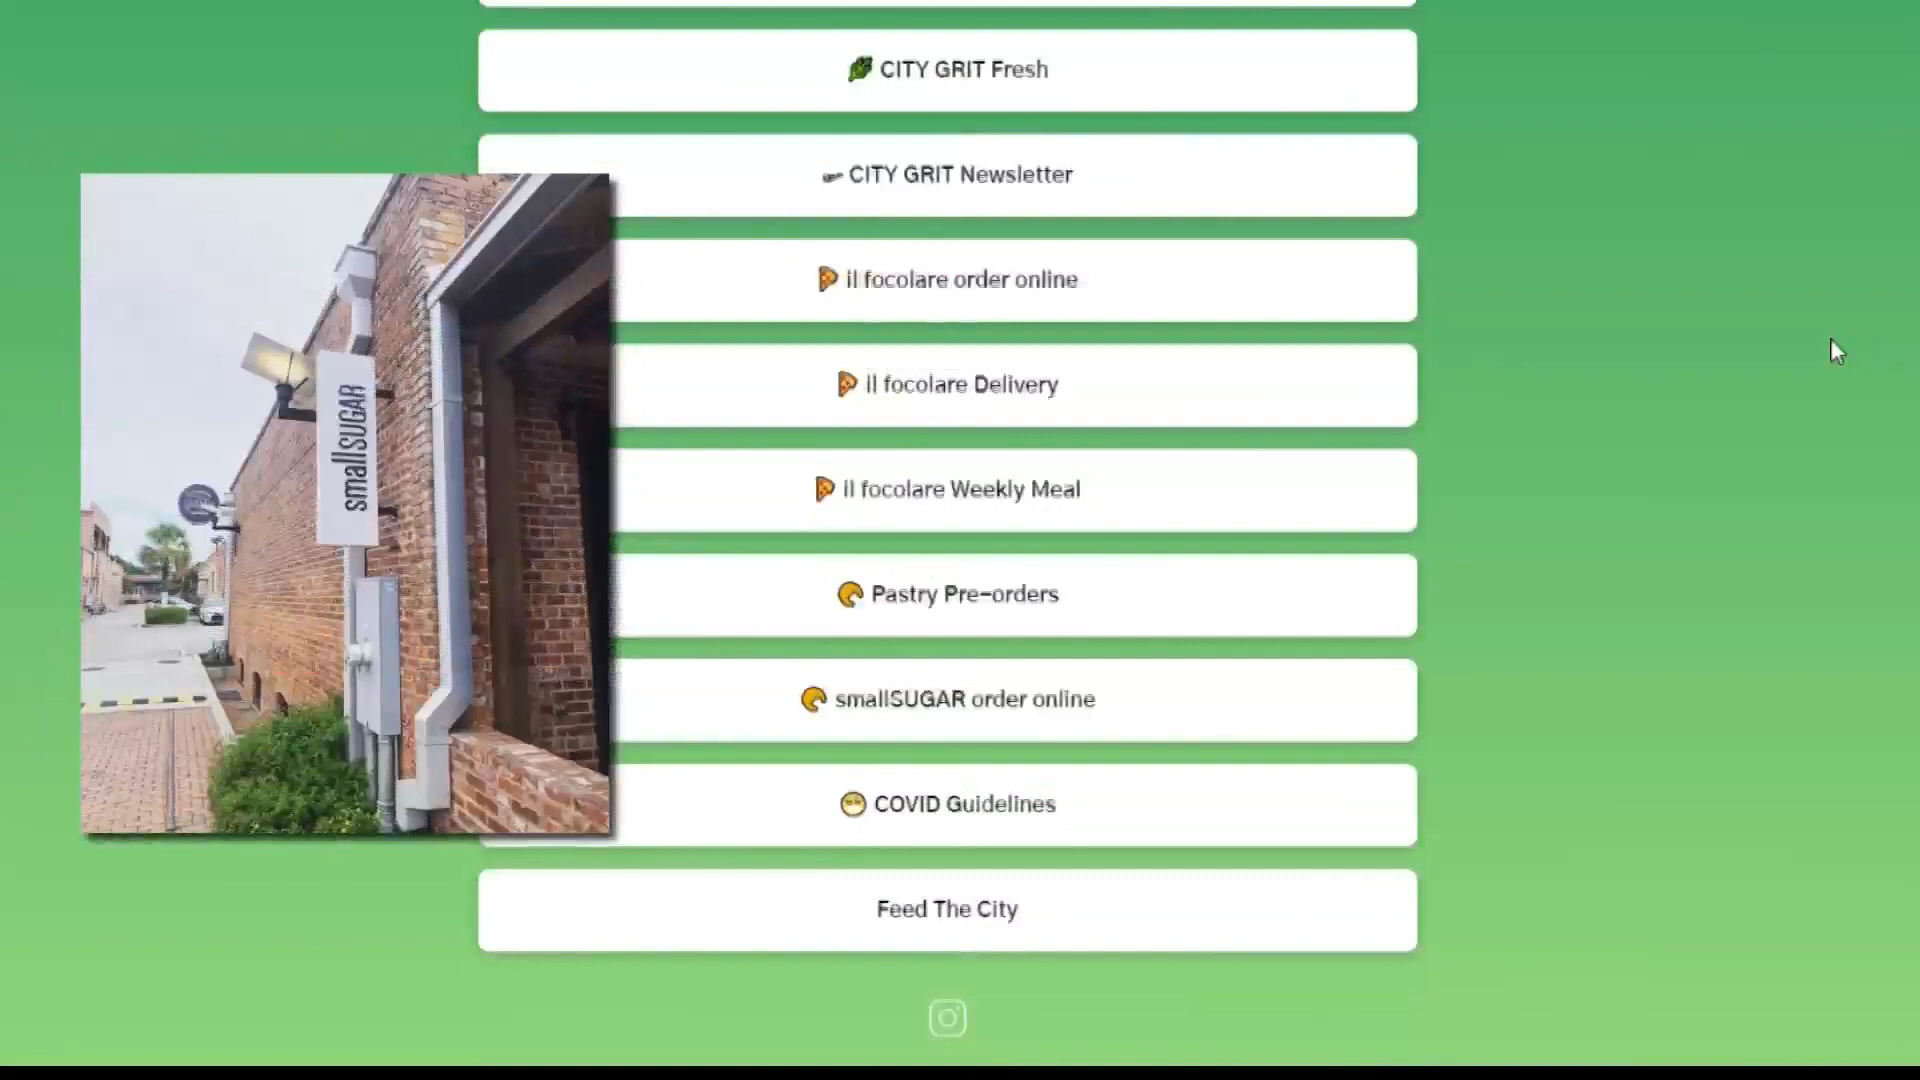 CITY GRIT Fresh
CITY GRIT Newsletter
il focolare order online
il focolare Delivery
il focolare Weekly Meal
Pastry Pre-orders
smallSUGAR order online
COVID Guidelines
Feed The City
smallSUGAR